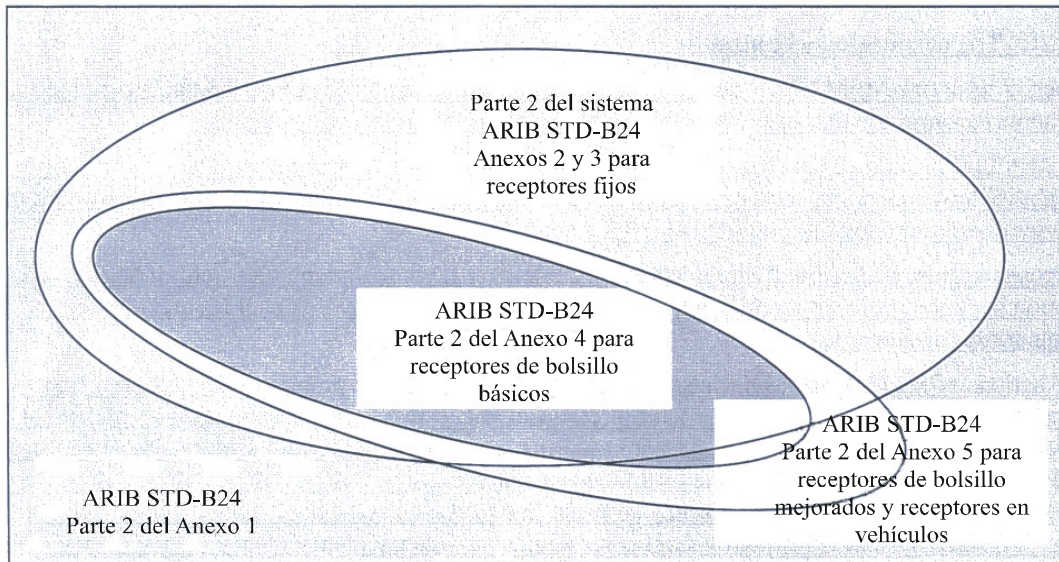 Parte 2 del sistema
ARIB STD-B24
Anexos 2 y 3 para
receptores fijos
ARIB STD-B24
Parte 2 del Anexo 4 para
receptores de bolsillo
básicos
ARIB STD-B24
Parte 2 del Anexo 5 para
receptores de bolsillo
mejorados y receptores en
vehículos
ARIB STD-B24
Parte 2 del Anexo 1